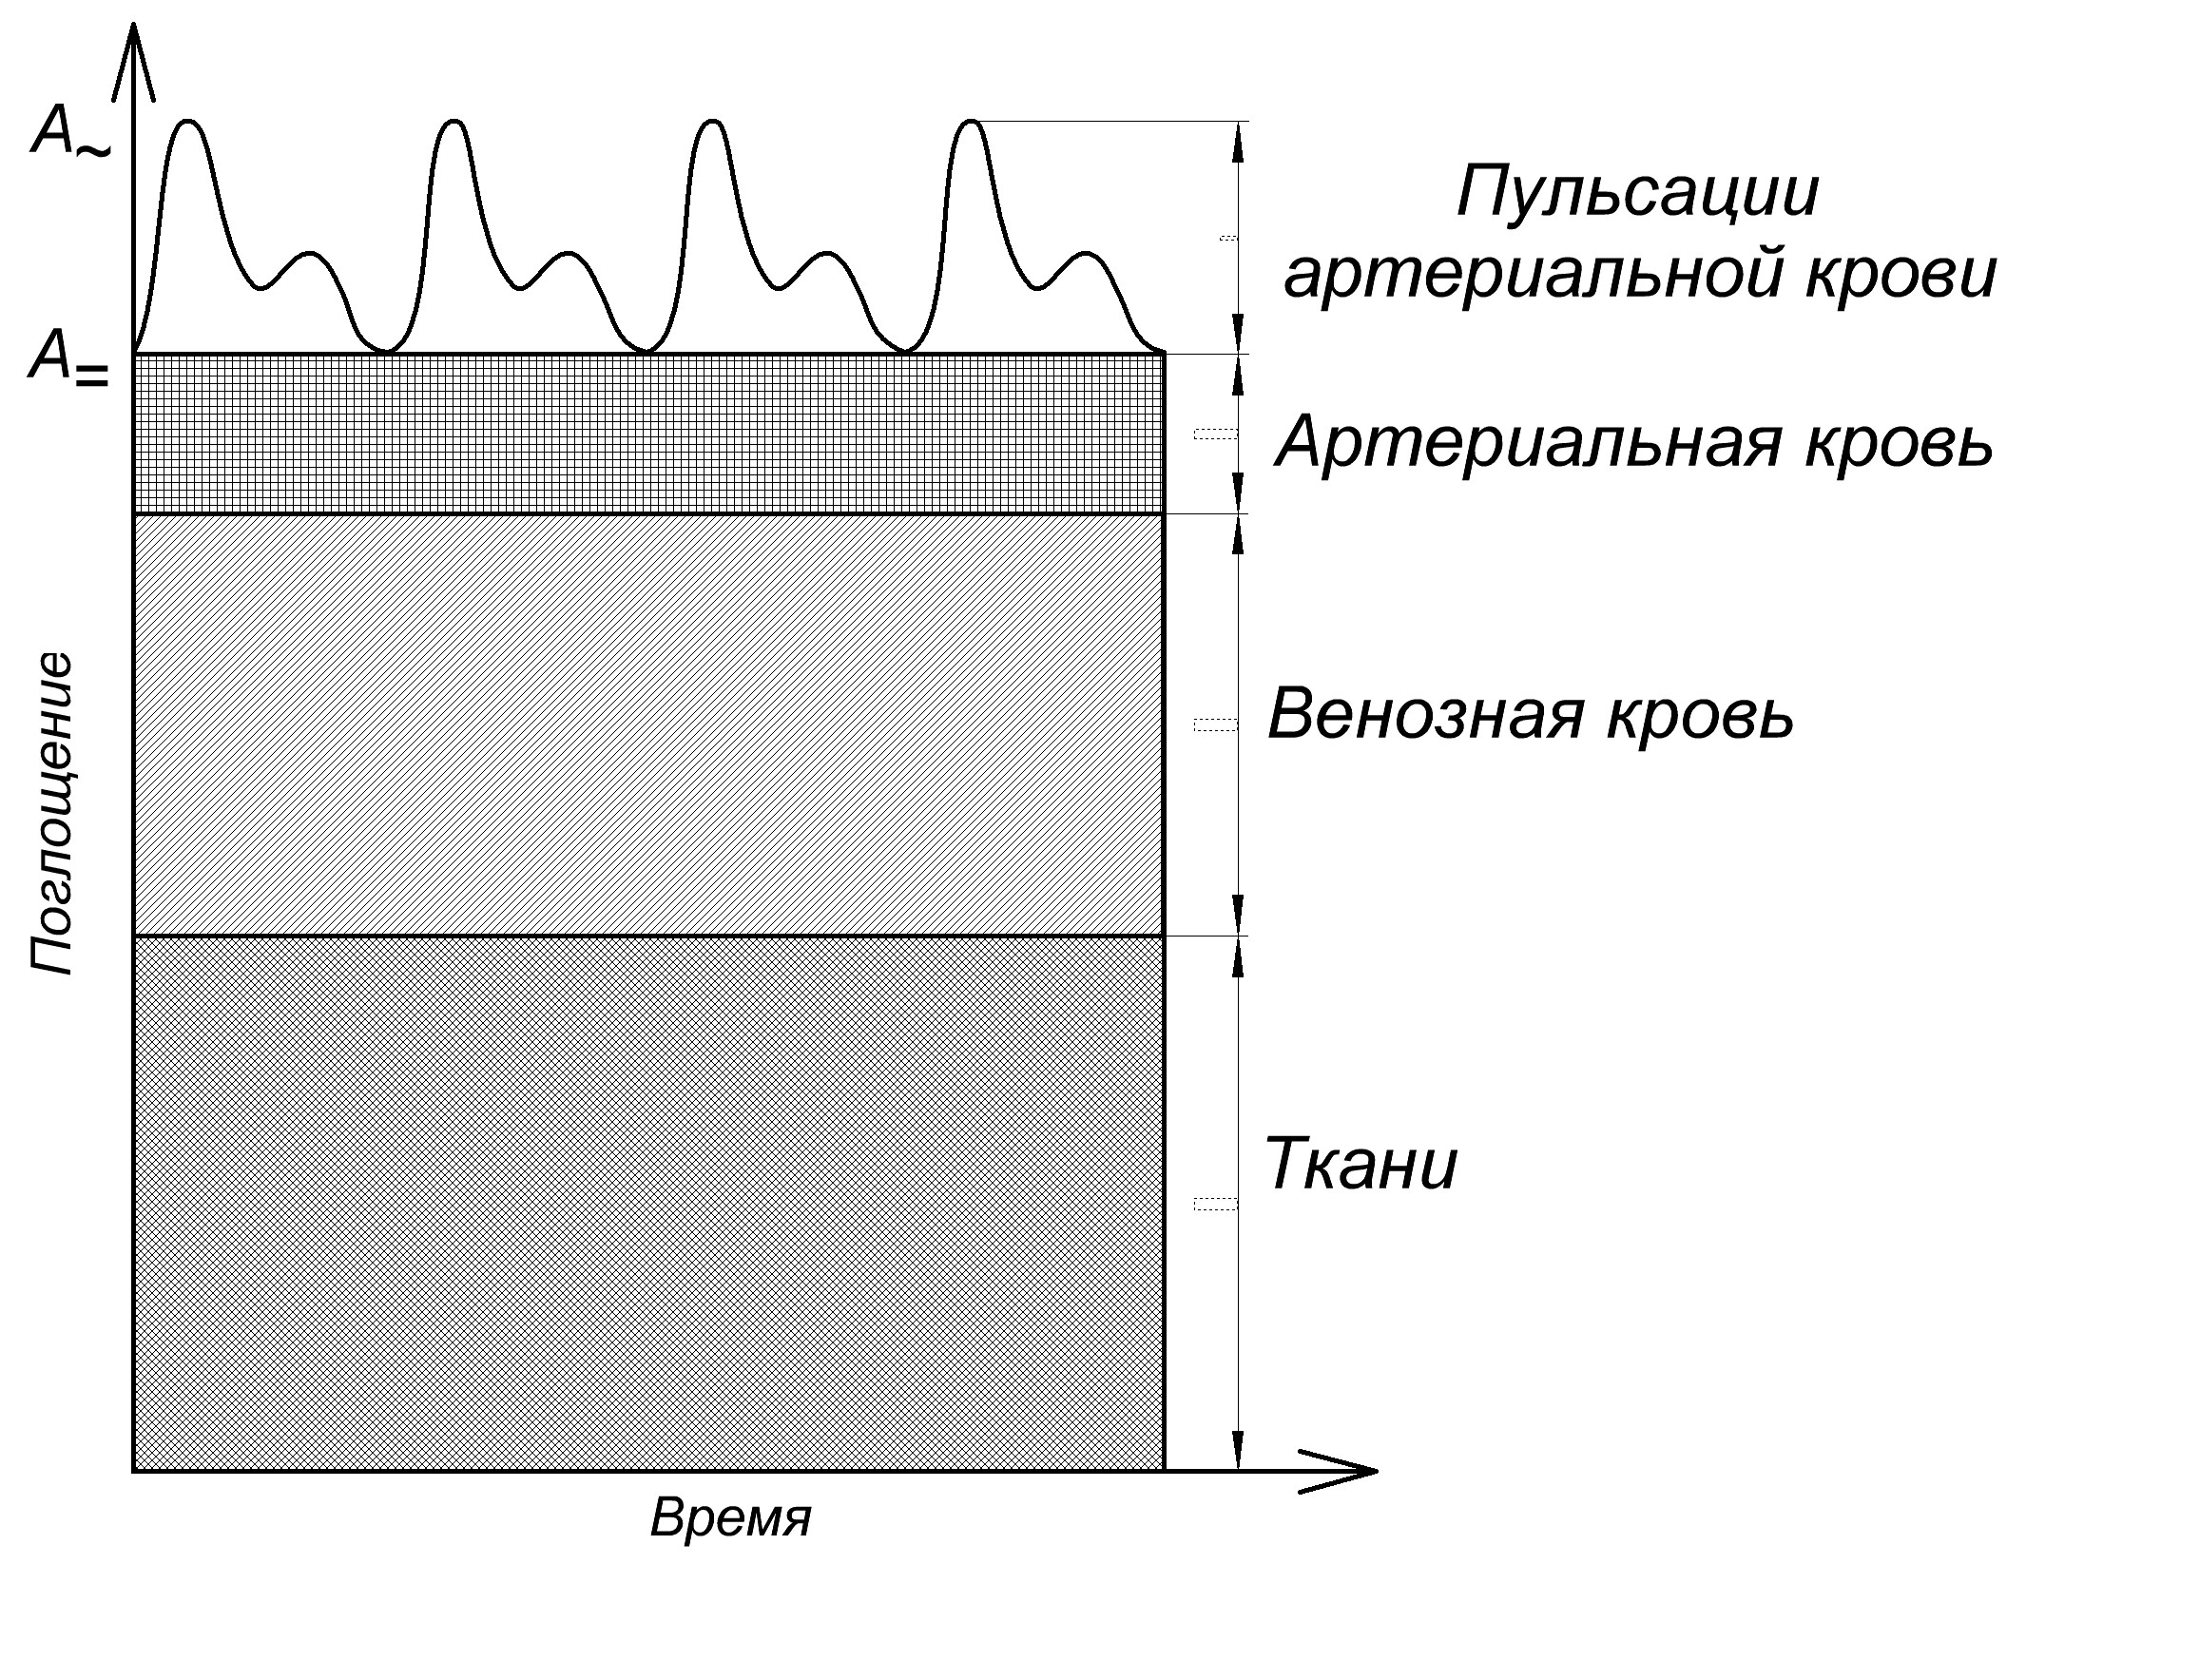 A~
Пульсации
артериальной крови
A=
Артериальная кровь
Венозная кровь
Поглощение
Ткани
Время